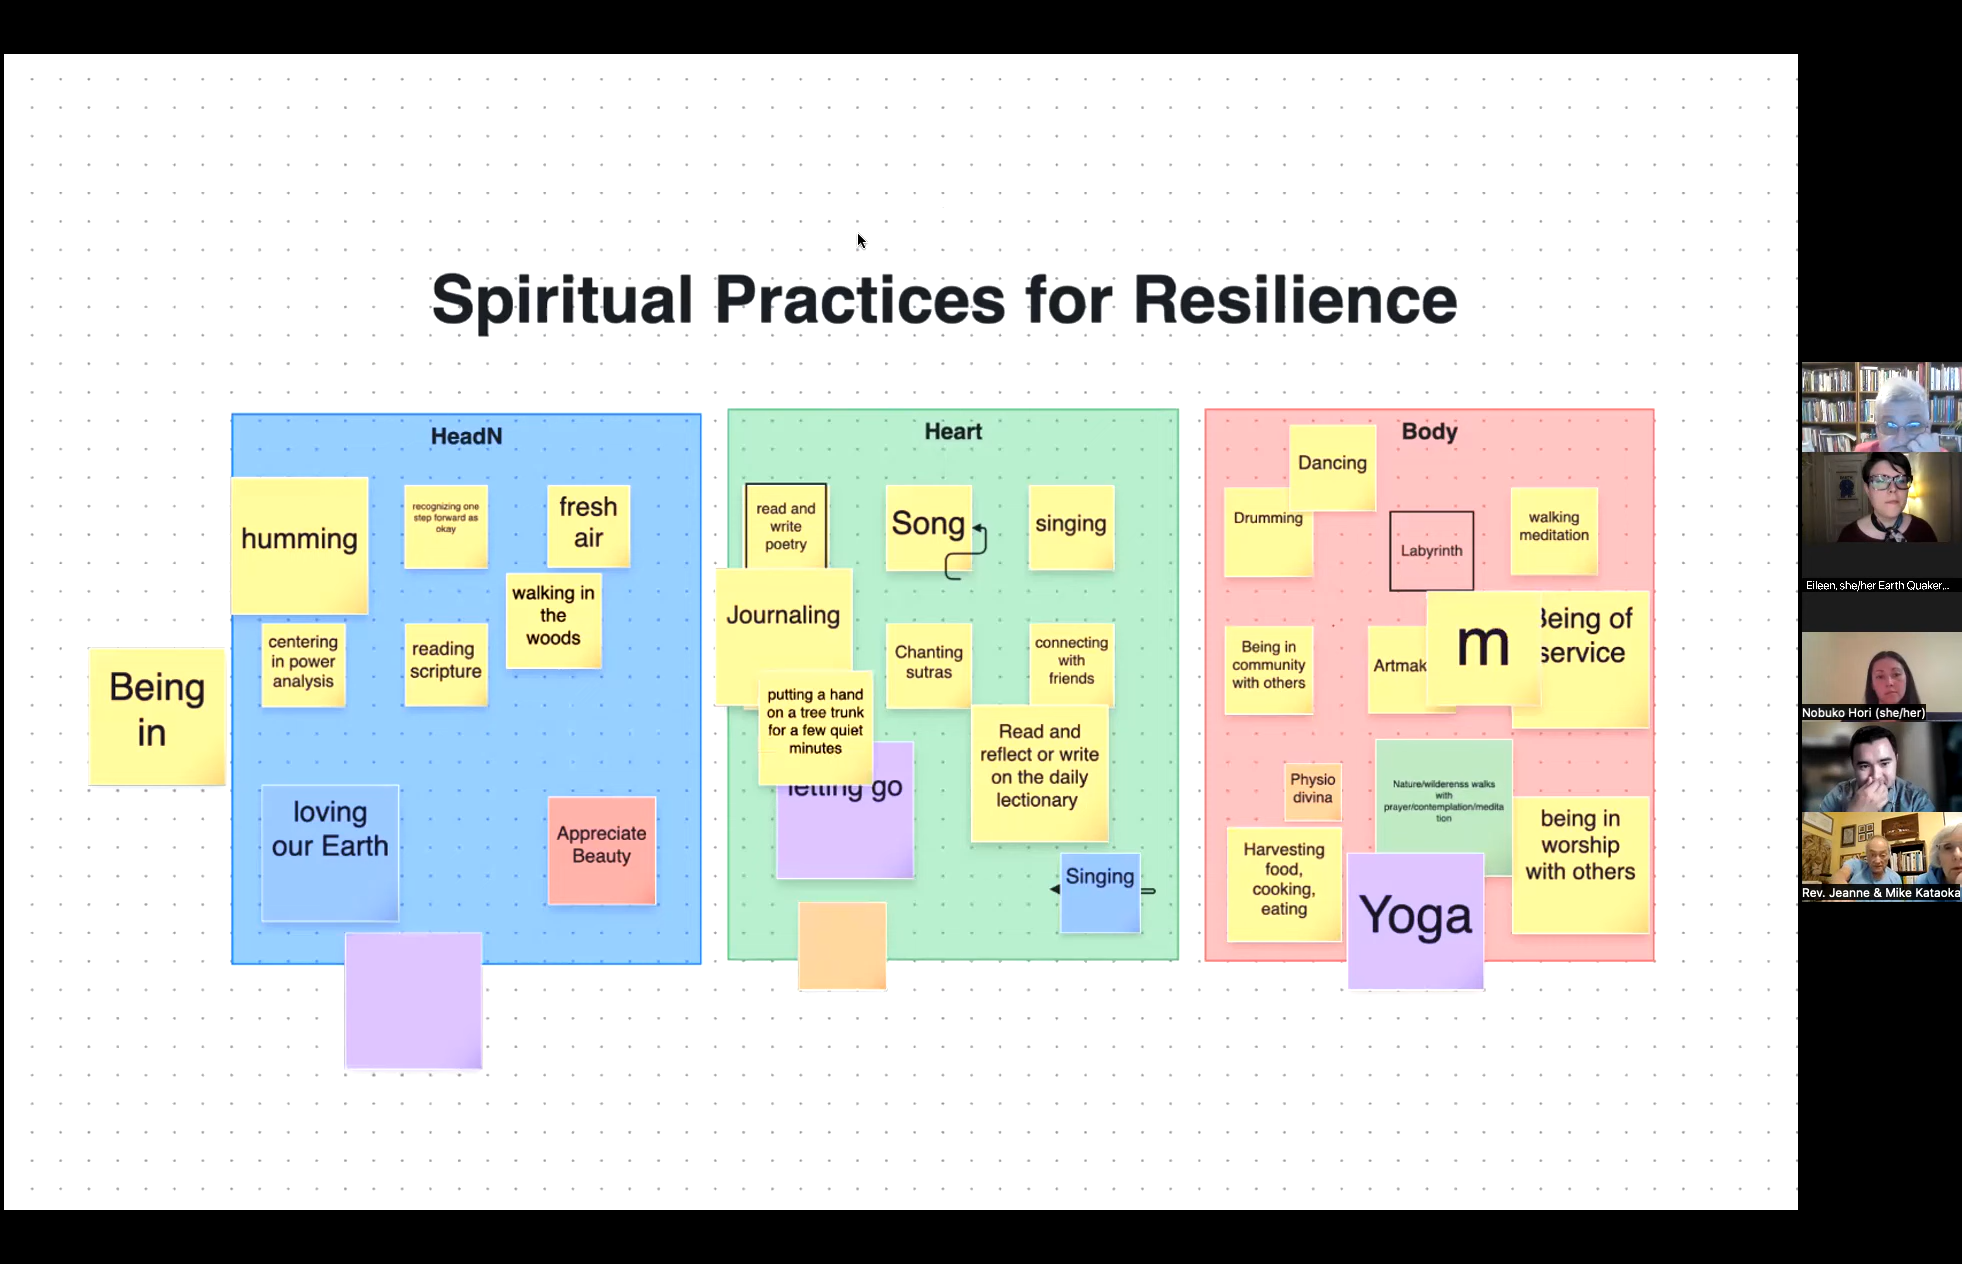 Spiritual Practices for Resilience
HeadN
humming
recognizing one
step forward as
okay
fresh
air
walking in
the
woods
centering
in power
analysis
reading
scripture
Being
in
loving
our Earth
Appreciate
Beauty
Heart
read and
write
poetry
Song
singing
Journaling
Chanting
sutras
connecting
with
friends
putting a hand
on a tree trunk
for a few quiet
minutes
letting go
Read and
reflect or write
on the daily
lectionary
Singing
Body
Dancing
Drumming
Labyrinth
walking
meditation
Being in
community
with others
Artmak
m
Being of
service
Physio
divina
Nature/wilderenss walks
with
prayer/contemplation/medita
tion
Harvesting
food,
cooking,
eating
Yoga
being in
worship
with others
Eileen, she/her Earth Quaker...
Nobuko Hori (she/her)
Rev. Jeanne & Mike Kataoka